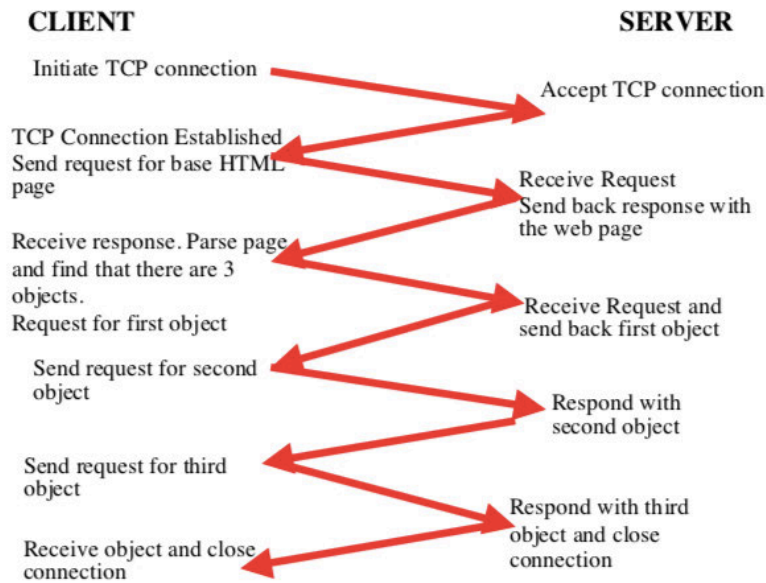 CLIENT
SERVER
Initiate TCP connection
Accept TCP connection
TCP Connection Established
Send request for base HTML
page
Receive Request
Send back response with
the web page
Receive response. Parse page
and find that there are 3
objects.
Request for first object
Receive Request and
send back first object
Send request for second
object
Respond with
second object
Send request for third
object
Respond with third
object and close
connection
Receive object and close
connection